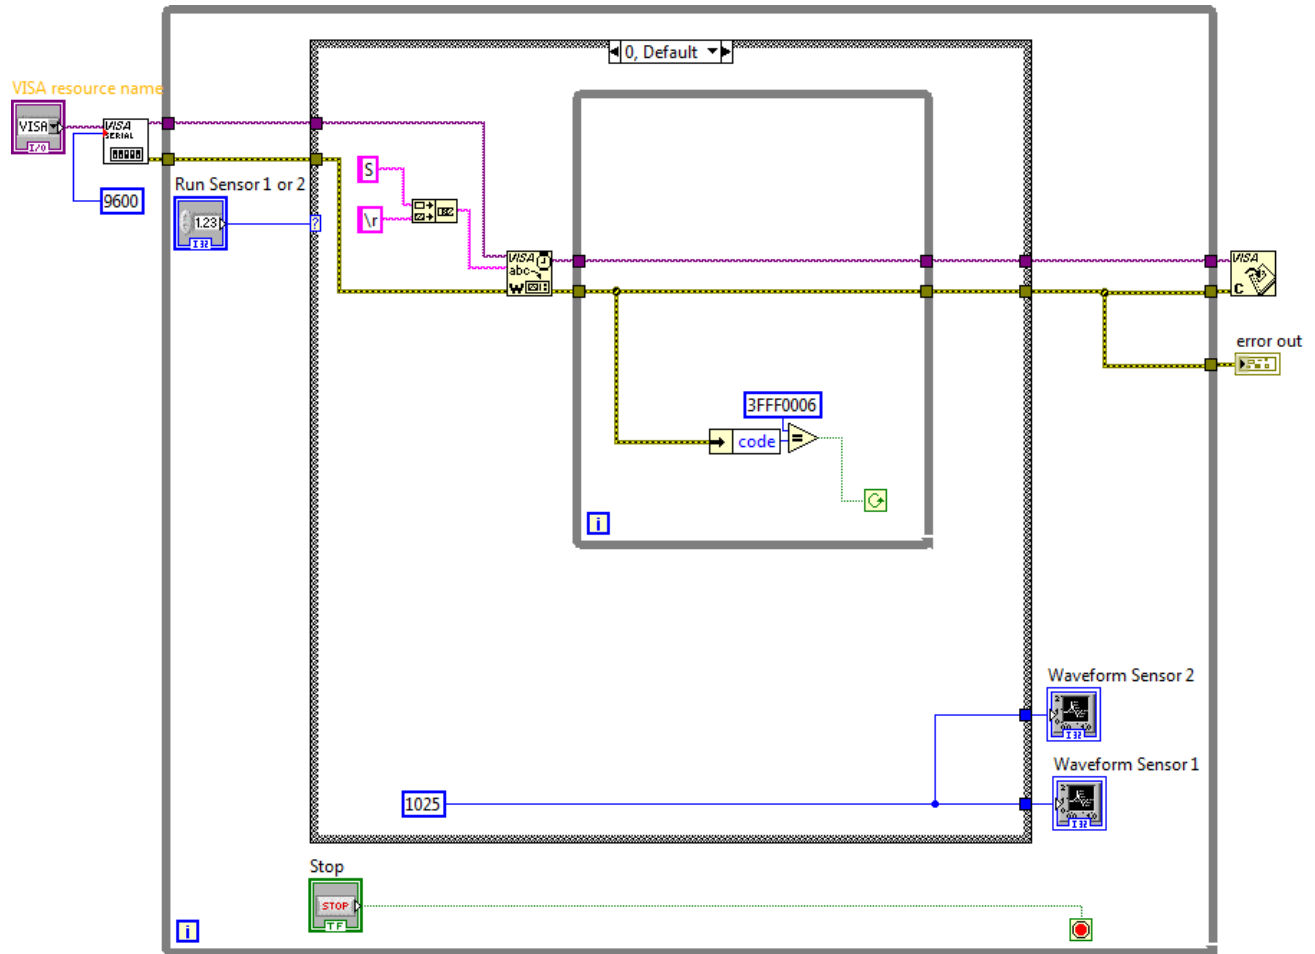 0, Default
VISA resource name
VISA
I/O
VISA
SERIAL
9600
Run Sensor 1 or 2
1.23
I32
?
S
\r
VISA
abc
W
VISA
C
error out
3FFF0006
code
=
i
Waveform Sensor 2
I32
Waveform Sensor 1
I32
1025
Stop
STOP
TF
i